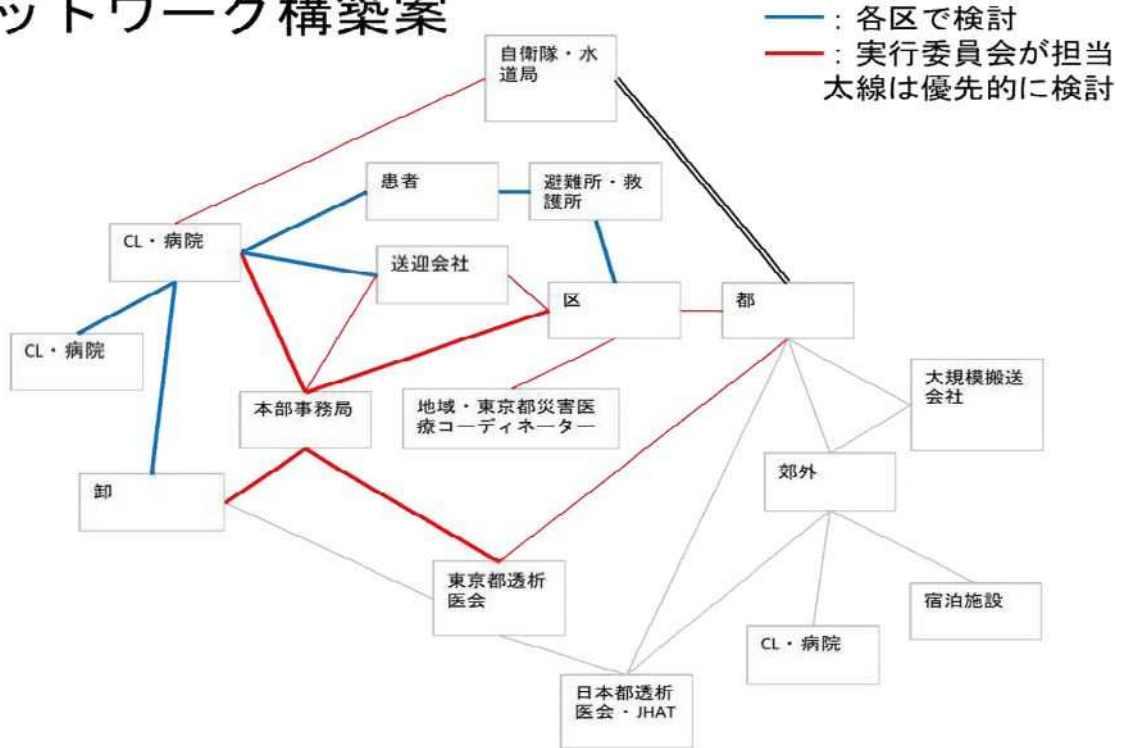 ットワーク構築案
：各区で検討
：実行委員会が担当
太線は優先的に検討
自衛隊・水
道局
患者
避難所・救
護所
CL・病院
送迎会社
区
都
CL・病院
大規模搬送
会社
本部事務局
地域・東京都災害医
療コーディネーター
郊外
卸
東京都透析
医会
宿泊施設
CL・病院
日本都透析
医会・JHAT